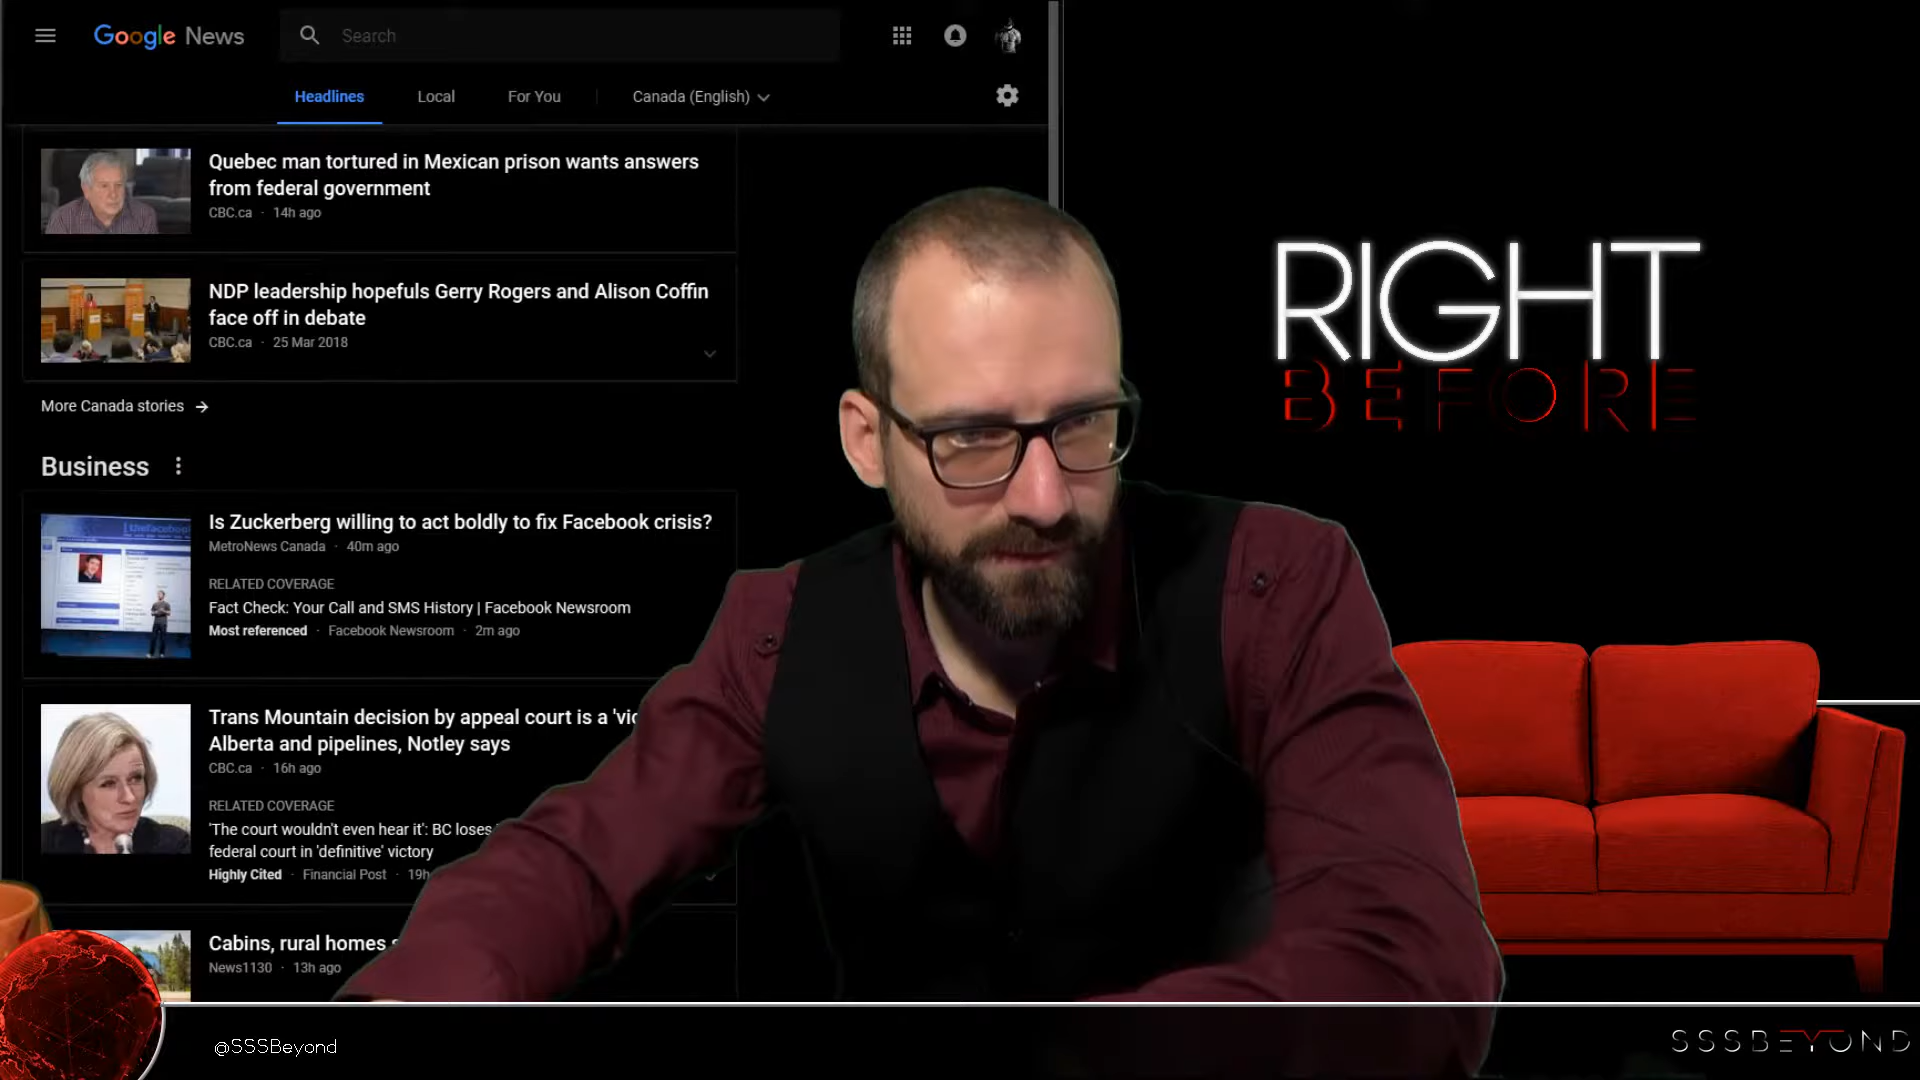 Google News
Search
Headlines
Local
For You
Canada (English)
Quebec man tortured in Mexican prison wants answers
from federal government
CBC.ca · 14h ago
NDP leadership hopefuls Gerry Rogers and Alison Coffin
face off in debate
CBC.ca · 25 Mar 2018
More Canada stories →
Business
Is Zuckerberg willing to act boldly to fix Facebook crisis?
MetroNews Canada · 40m ago
RELATED COVERAGE
Fact Check: Your Call and SMS History | Facebook Newsroom
Most referenced · Facebook Newsroom · 2m ago
Trans Mountain decision by appeal court is a
Alberta and pipelines, Notley says
CBC.ca · 16h ago
RELATED COVERAGE
'The court wouldn't even hear it': BC loses
federal court in 'definitive' victory
Highly Cited · Financial Post · 19h
Cabins, rural homes
News1130 · 13h ago
RIGHT
BEFORE
@SSSBeyond
SSSBEYOND